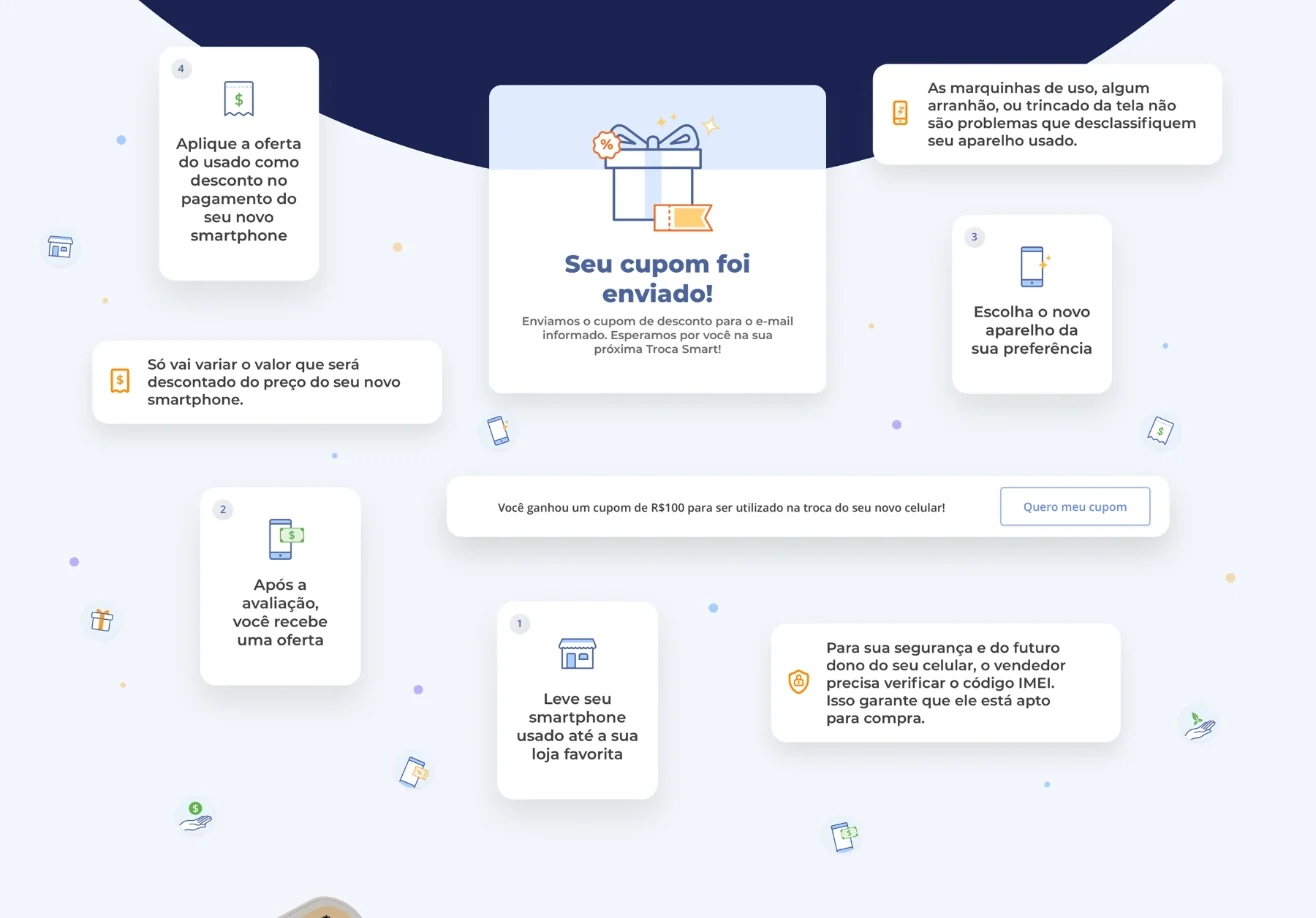 4
$
Aplique a oferta
do usado como
desconto no
pagamento do
seu novo
smartphone
%
Seu cupom foi
enviado!
Enviamos o cupom de desconto para o e-mail
informado. Esperamos por você na sua
próxima Troca Smart!
As marquinhas de uso, algum
arranhão, ou trincado da tela não
são problemas que desclassifiquem
seu aparelho usado.
3
Escolha o novo
aparelho da
sua preferência
$
Só vai variar o valor que será
descontado do preço do seu novo
smartphone.
$
Você ganhou um cupom de R$100 para ser utilizado na troca do seu novo celular!
Quero meu cupom
2
$
Após a
avaliação,
você recebe
uma oferta
1
Leve seu
smartphone
usado até a sua
loja favorita
Para sua segurança e do futuro
dono do seu celular, o vendedor
precisa verificar o código IMEI.
Isso garante que ele está apto
para compra.
$
$